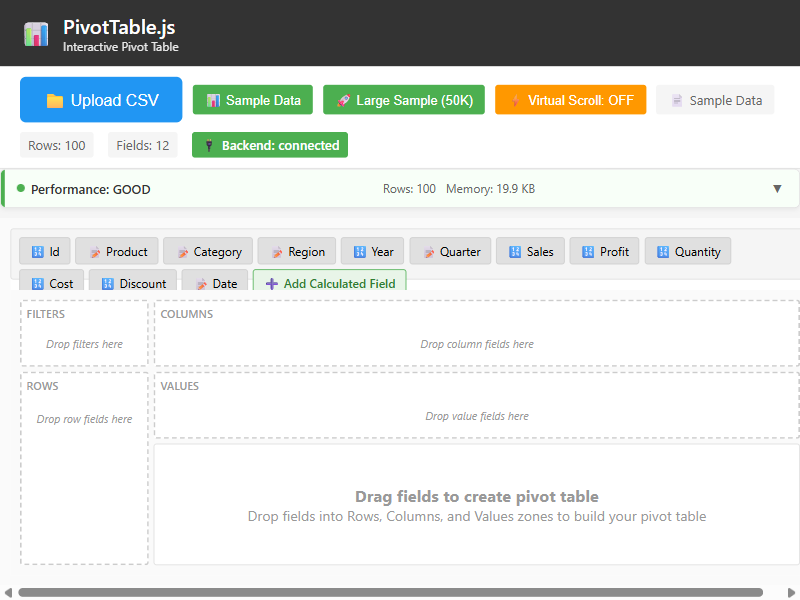 PivotTable.js
Interactive Pivot Table
Upload CSV
Sample Data
Large Sample (50K)
Virtual Scroll: OFF
Sample Data
Rows: 100
Fields: 12
Backend: connected
Performance: GOOD
Rows: 100
Memory: 19.9 KB
Id
Product
Category
Region
Year
Quarter
Sales
Profit
Quantity
Cost
Discount
Date
Add Calculated Field
FILTERS
Drop filters here
COLUMNS
Drop column fields here
ROWS
Drop row fields here
VALUES
Drop value fields here
Drag fields to create pivot table
Drop fields into Rows, Columns, and Values zones to build your pivot table